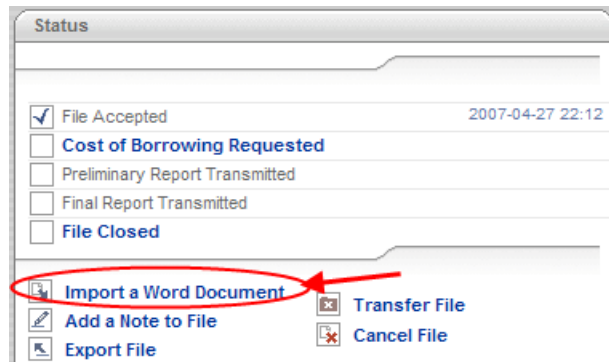 Status
File Accepted 2007-04-27 22:12
Cost of Borrowing Requested
Preliminary Report Transmitted
Final Report Transmitted
File Closed
Import a Word Document
Transfer File
Add a Note to File
Cancel File
Export File